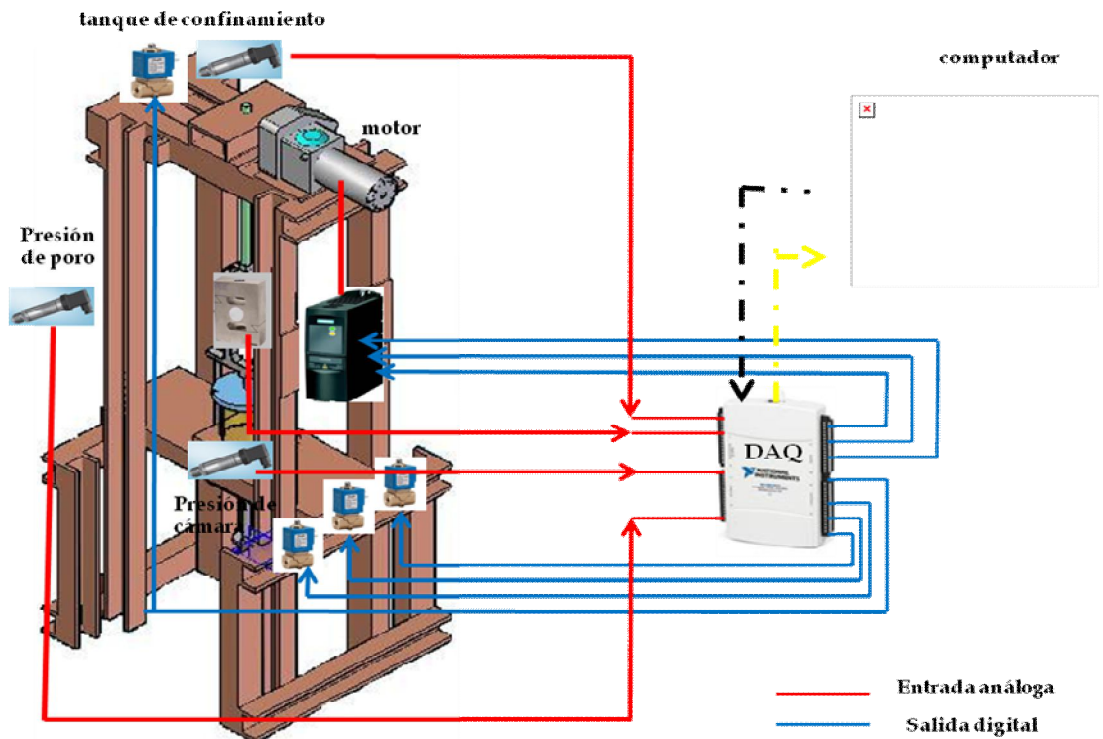 tanque de confinamiento
computador
motor
Presión
de poro
DAQ
NATIONAL
INSTRUMENTS
Presión de
cámara
Entrada análoga
Salida digital